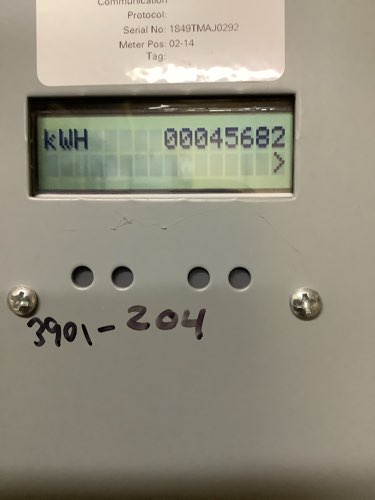 Communication
Protocol:
Serial No: 1849TMAJ0292
Meter Pos: 02-14
Tag:
kWH 00045682
>
3901-204